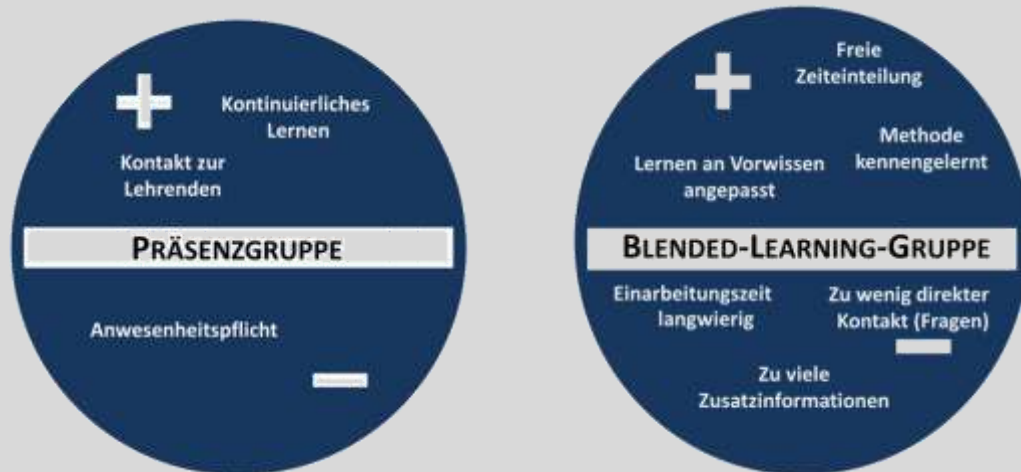 Kontinuierliches
Lernen
Kontakt zur
Lehrenden
PRÄSENZGRUPPE
Anwesenheitspflicht
Freie
Zeiteinteilung
Methode
kennengelernt
Lernen an Vorwissen
angepasst
BLENDED-LEARNING-GRUPPE
Einarbeitungszeit
langwierig
Zu wenig direkter
Kontakt (Fragen)
Zu viele
Zusatzinformationen